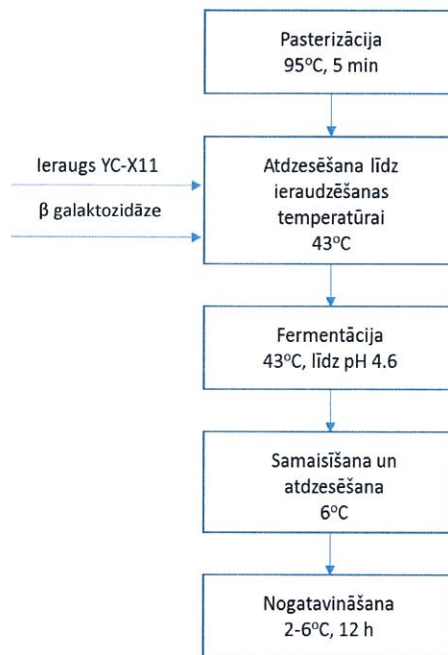 Pasterizācija
95°C, 5 min
Ieraugs YC-X11
β galaktozidāze
Atdzesēšana līdz
ieraudzēšanas
temperatūrai
43°C
Fermentācija
43°C, līdz pH 4.6
Samaisīšana un
atdzesēšana
6°C
Nogatavināšana
2-6°C, 12 h